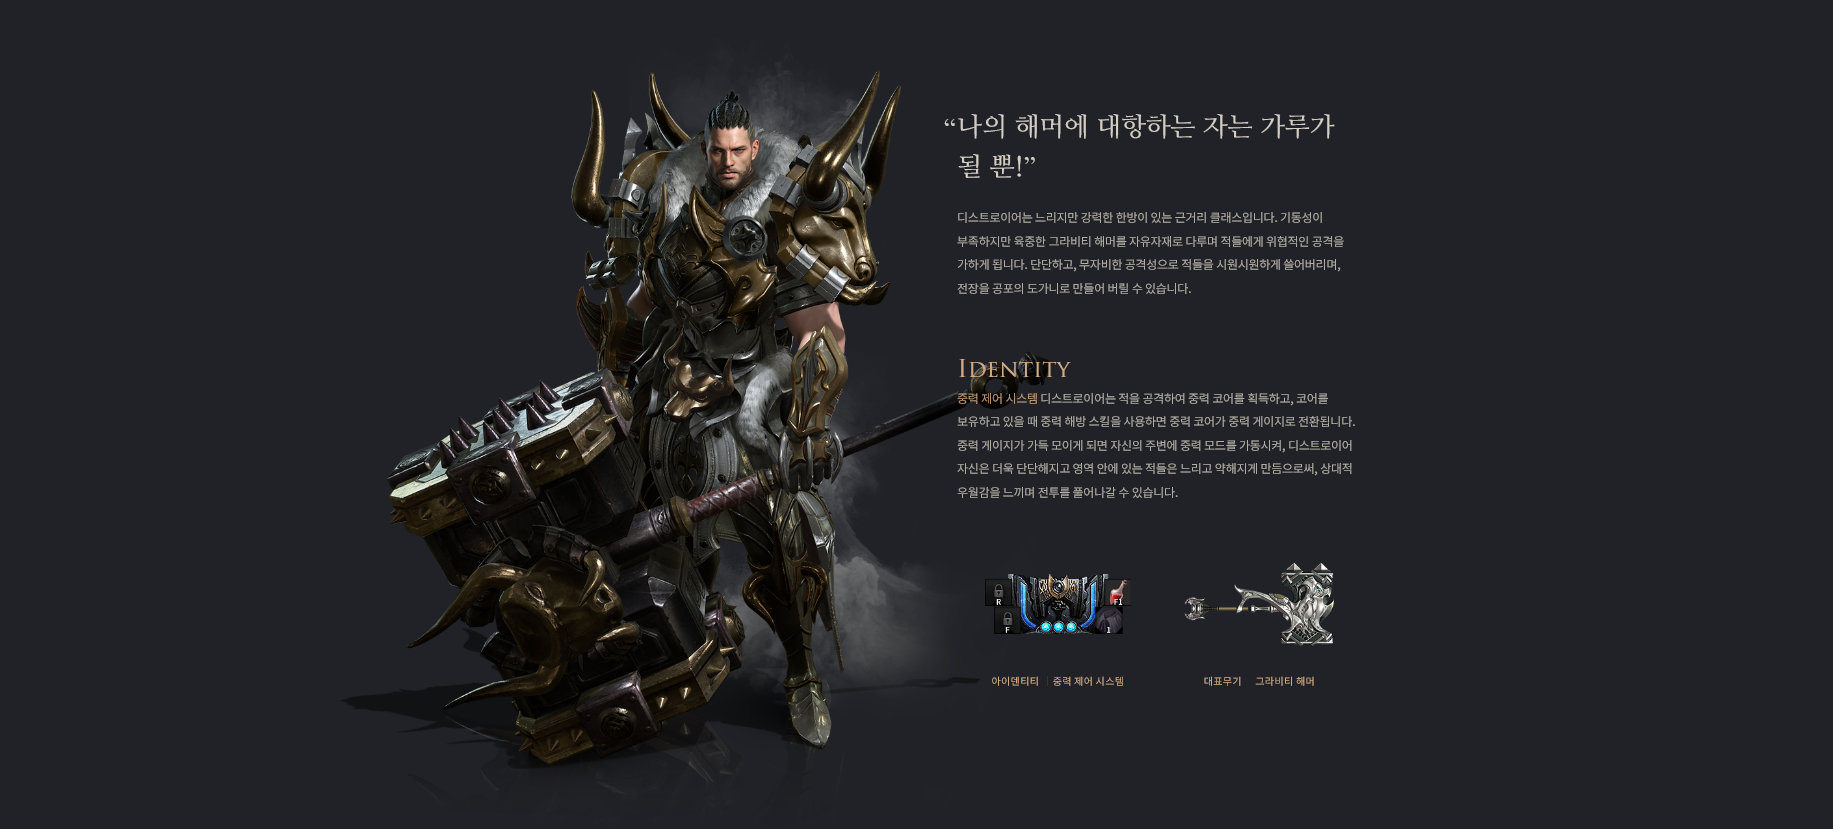 “나의 해머에 대항하는 자는 가루가
될 뿐!”
디스트로이어는 느리지만 강력한 한방이 있는 근거리 클래스입니다. 기동성이
부족하지만 육중한 그라비티 해머를 자유자재로 다루며 적들에게 위협적인 공격을
가하게 됩니다. 단단하고, 무자비한 공격성으로 적들을 시원시원하게 쓸어버리며,
전장을 공포의 도가니로 만들어 버릴 수 있습니다.
IDENTITY
중력 제어 시스템 디스트로이어는 적을 공격하여 중력 코어를 획득하고, 코어를
보유하고 있을 때 중력 해방 스킬을 사용하면 중력 코어가 중력 게이지로 전환됩니다.
중력 게이지가 가득 모이게 되면 자신의 주변에 중력 모드를 가동시켜, 디스트로이어
자신은 더욱 단단해지고 영역 안에 있는 적들은 느리고 약해지게 만듬으로써, 상대적
우월감을 느끼며 전투를 풀어나갈 수 있습니다.
R F1
F 1
아이덴티티 | 중력 제어 시스템
대표무기 그라비티 해머